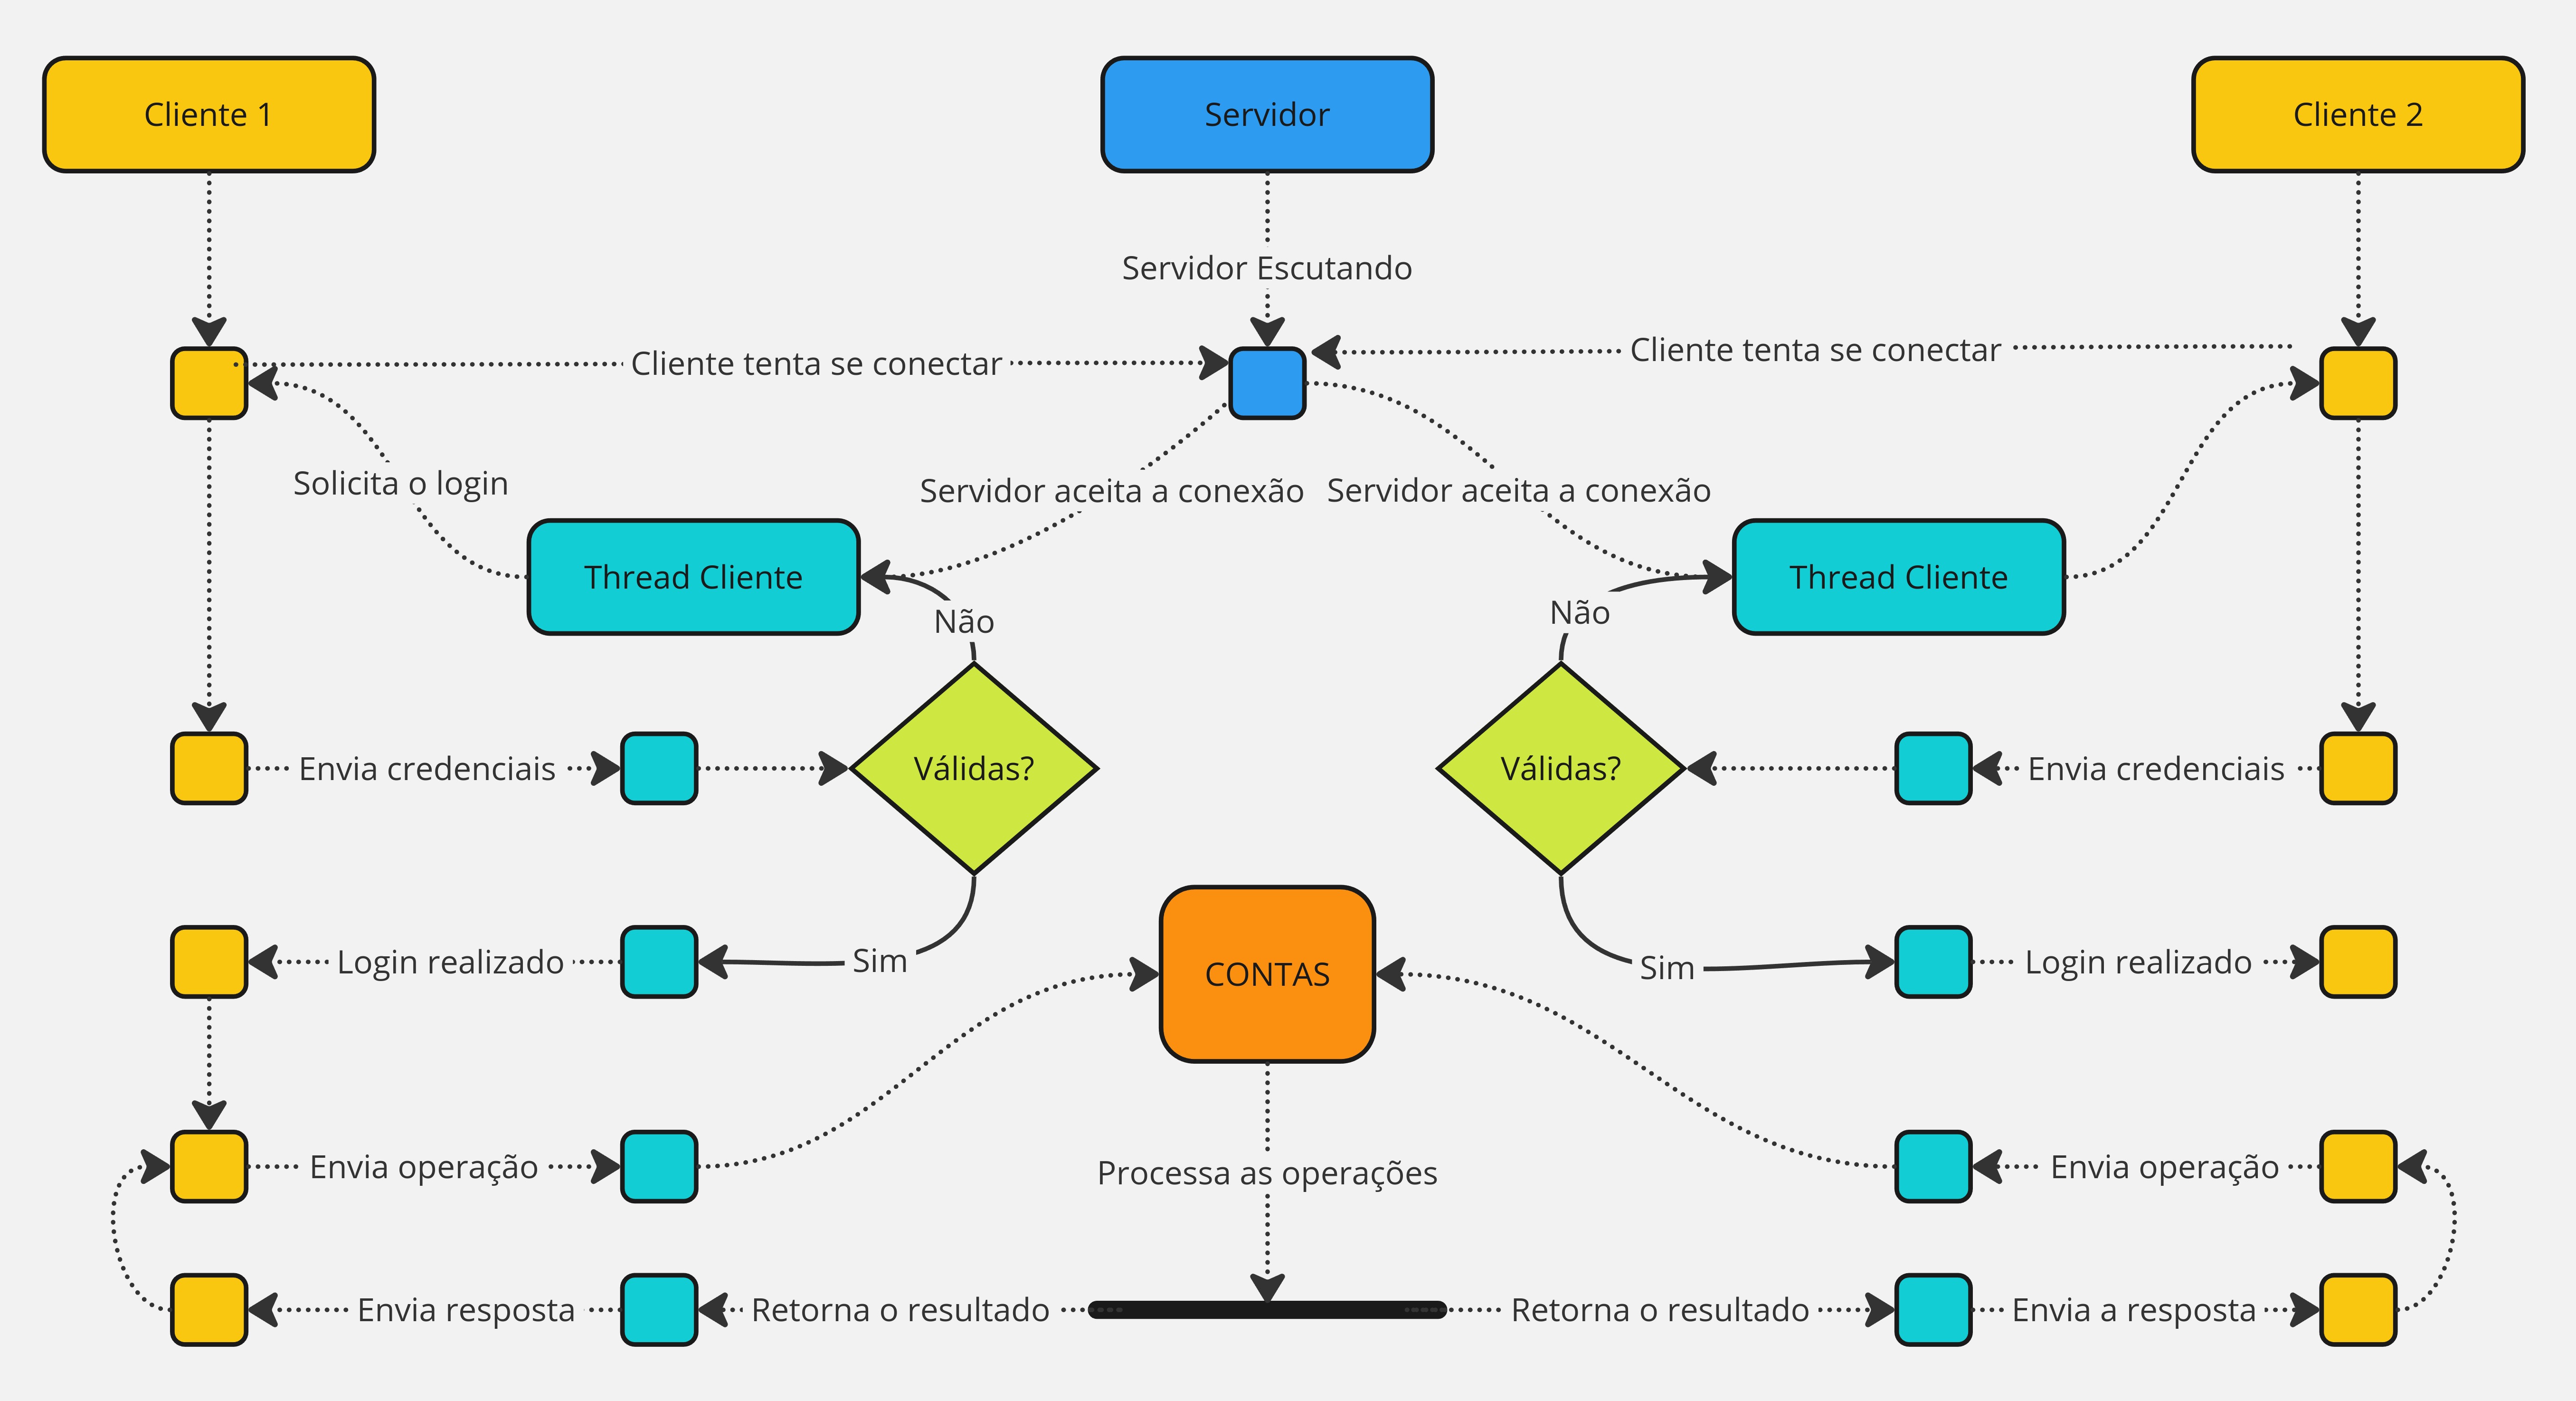 Cliente 1
Servidor
Cliente 2
Servidor Escutando
Cliente tenta se conectar
Cliente tenta se conectar
Solicita o login
Servidor aceita a conexão
Servidor aceita a conexão
Thread Cliente
Thread Cliente
Não
Não
Envia credenciais
Válidas?
Válidas?
Envia credenciais
Login realizado
Sim
CONTAS
Sim
Login realizado
Envia operação
Processa as operações
Envia operação
Envia resposta
Retorna o resultado
Retorna o resultado
Envia a resposta